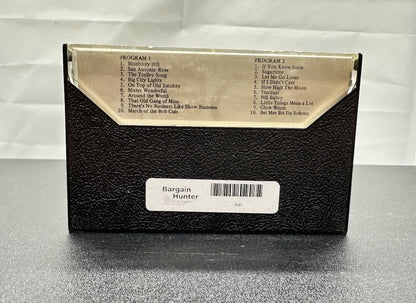 PROGRAM 1
1. Blueberry Hill
2. San Antonio Rose
3. The Trolley Song
4. Big City Lights
5. On Top of Old Smokey
6. Mister Wonderful
7. Around the World
8. That Old Gang of Mine
9. There's No Business Like Show Business
10. March of the Bob Cats
PROGRAM 2
1. If You Knew Susie
2. Sugartime
3. Let Me Go Lover
4. If I Didn't Care
5. How High The Moon
6. Stardust
7. Bill Bailey
8. Little Things Mean a Lot
9. Glow Worm
10. Bei Mer Bit Du Schoen
Bargain
Hunter